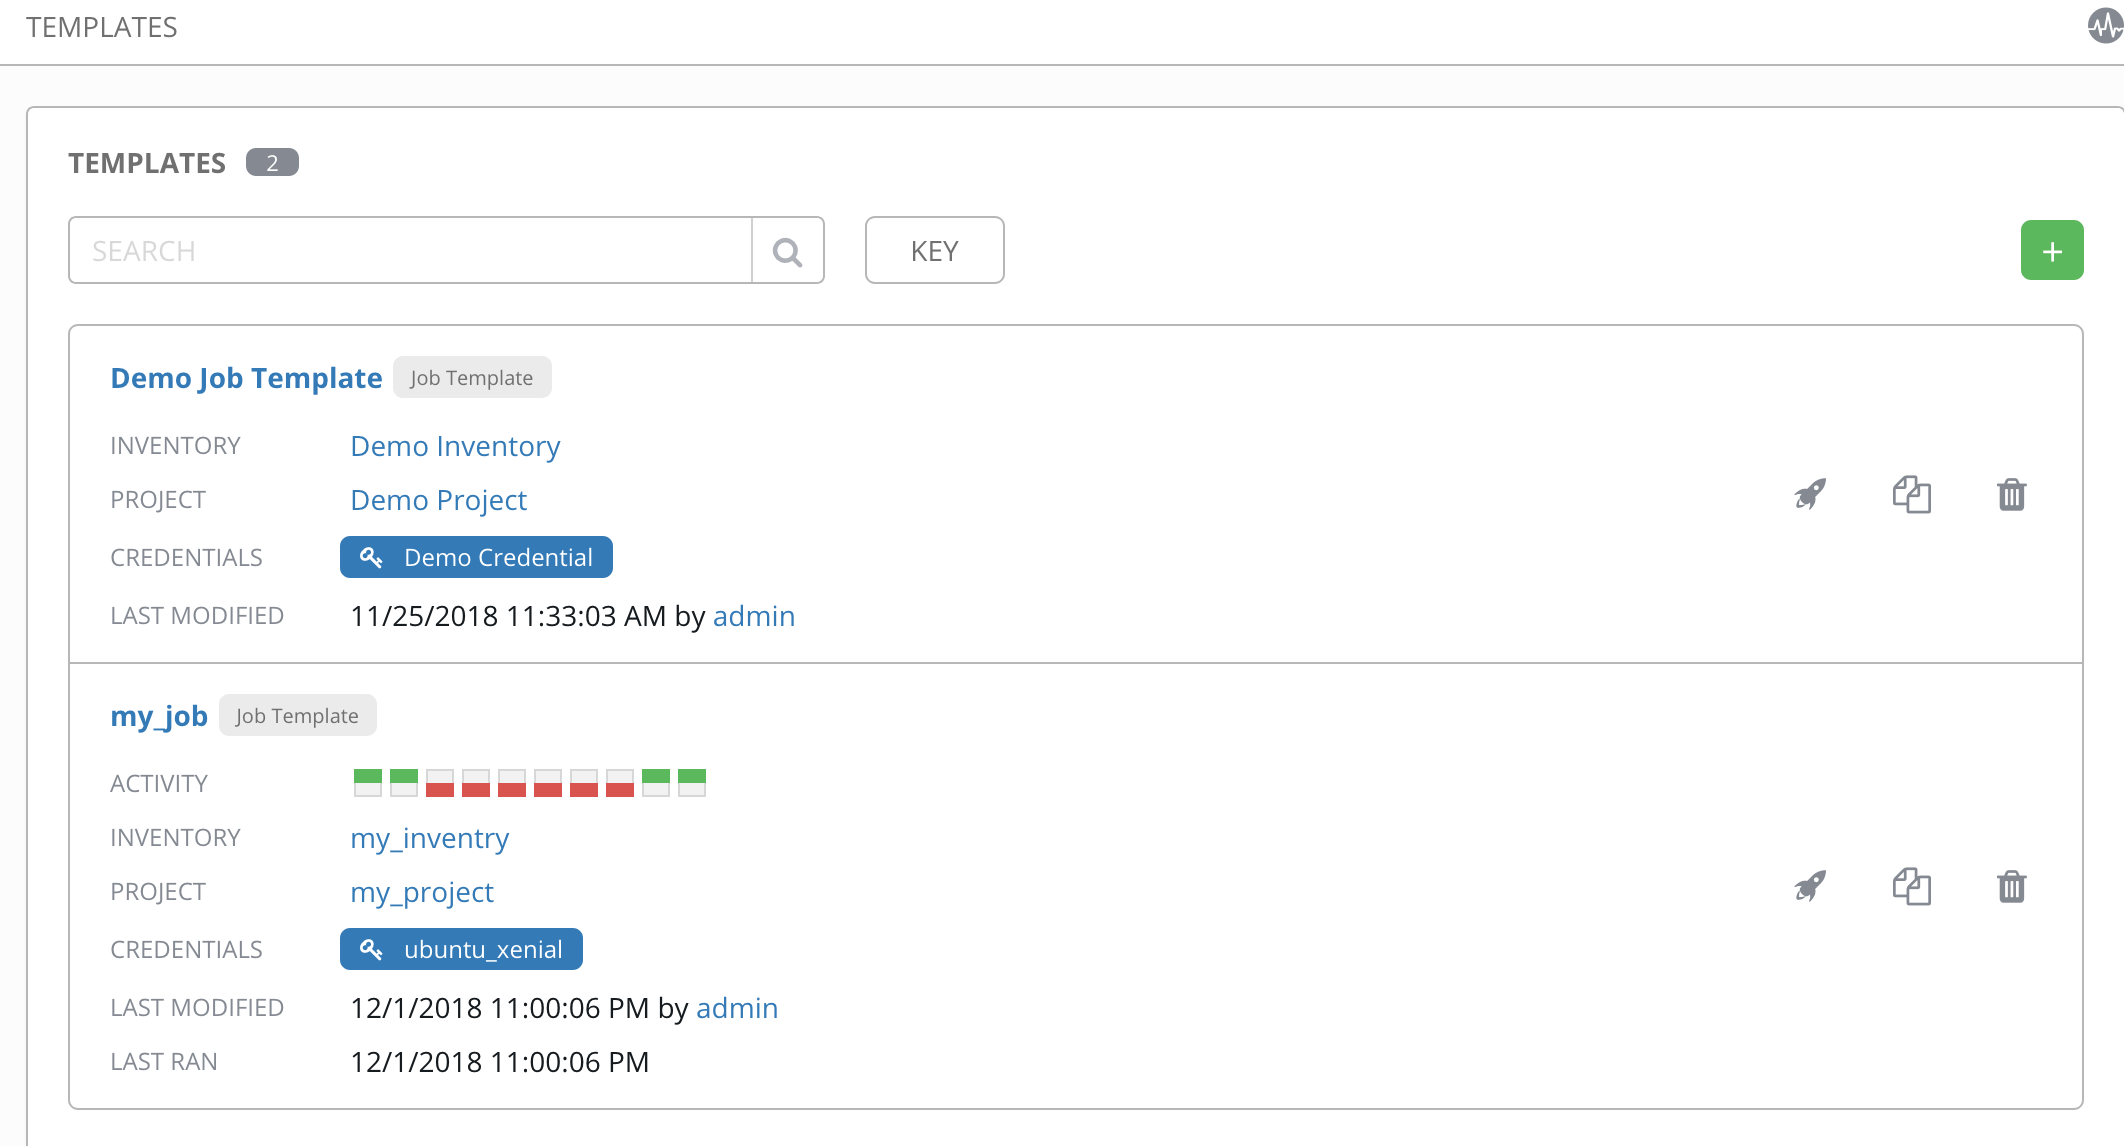 TEMPLATES
TEMPLATES 2
SEARCH KEY +
Demo Job Template Job Template
INVENTORY Demo Inventory
PROJECT Demo Project
CREDENTIALS Demo Credential
LAST MODIFIED 11/25/2018 11:33:03 AM by admin
my_job Job Template
ACTIVITY
INVENTORY my_inventry
PROJECT my_project
CREDENTIALS ubuntu_xenial
LAST MODIFIED 12/1/2018 11:00:06 PM by admin
LAST RAN 12/1/2018 11:00:06 PM